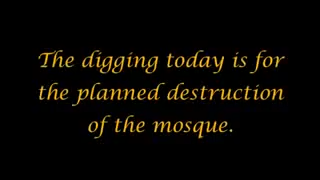 The digging today is for
the planned destruction
of the mosque.